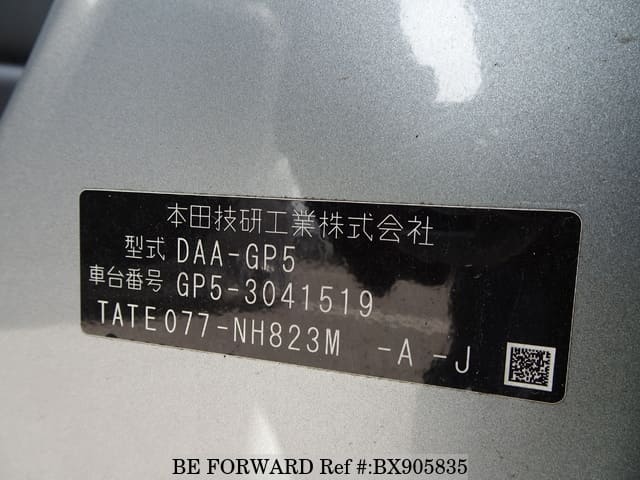 本田技研工業株式会社
型式 DAA-GP5
車台番号 GP5-3041519
TATE077-NH823M -A -J
BE FORWARD Ref #:BX905835